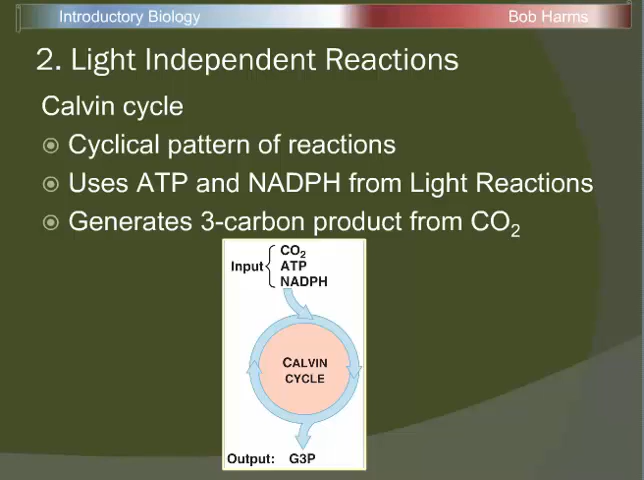 Introductory Biology
Bob Harms
2. Light Independent Reactions
Calvin cycle
Cyclical pattern of reactions
Uses ATP and NADPH from Light Reactions
Generates 3-carbon product from CO₂
Input
CO₂
ATP
NADPH
CALVIN
CYCLE
Output: G3P